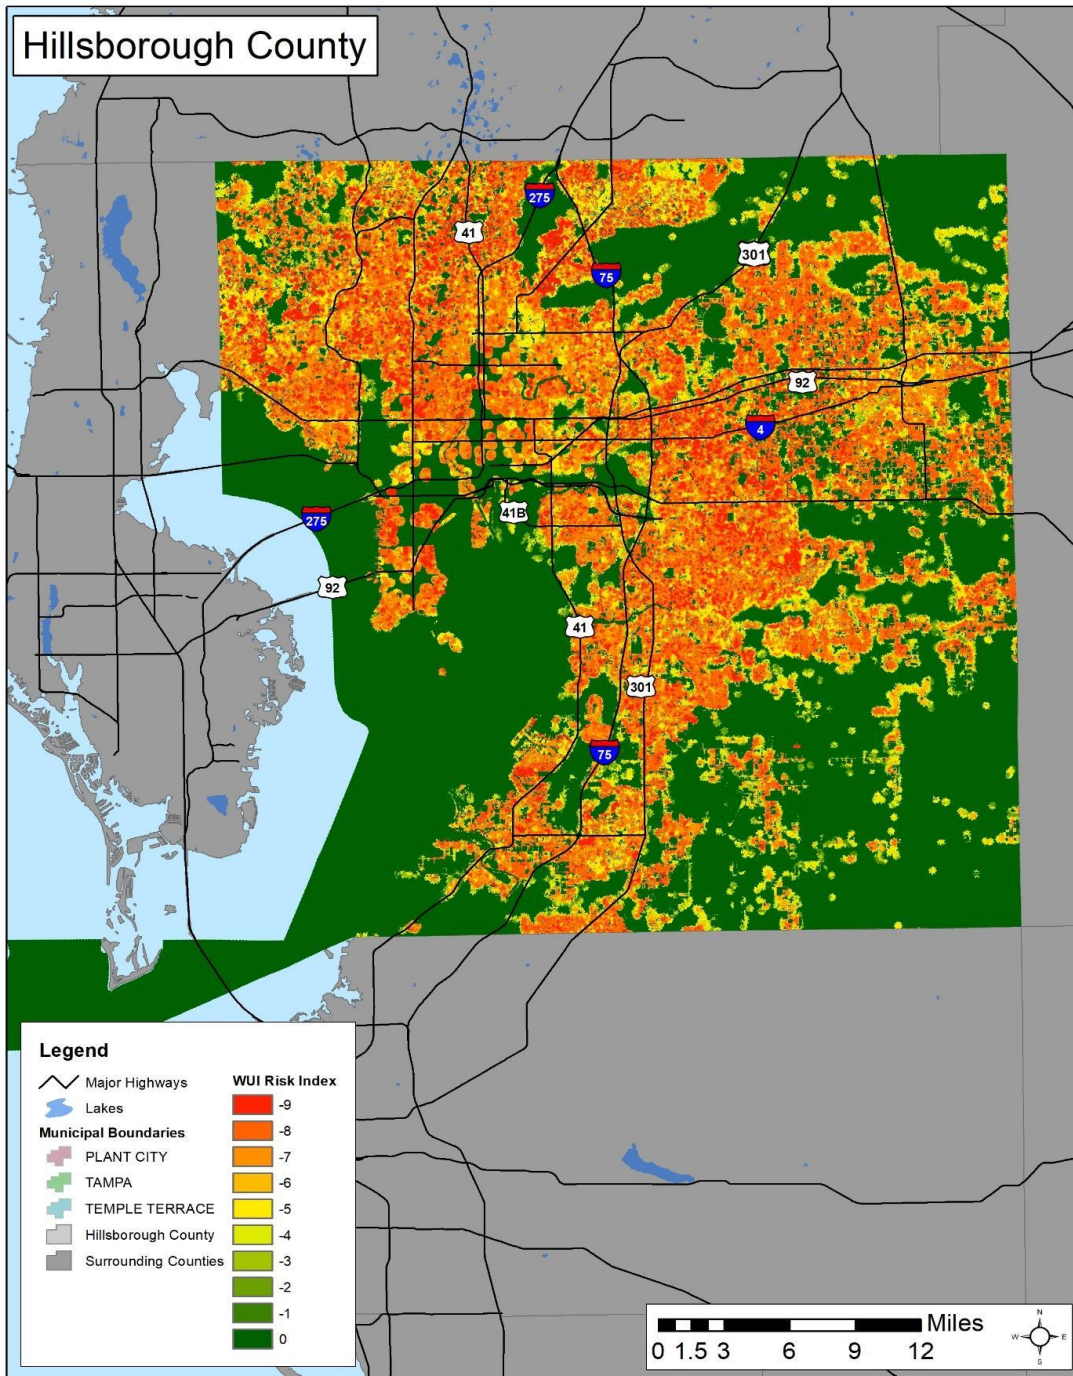 Hillsborough County
275
41
301
75
92
4
275
41B
92
41
301
75
Legend
Major Highways
Lakes
Municipal Boundaries
PLANT CITY
TAMPA
TEMPLE TERRACE
Hillsborough County
Surrounding Counties
WUI Risk Index
-9
-8
-7
-6
-5
-4
-3
-2
-1
0
Miles
0 1.5 3 6 9 12
N
W E
S